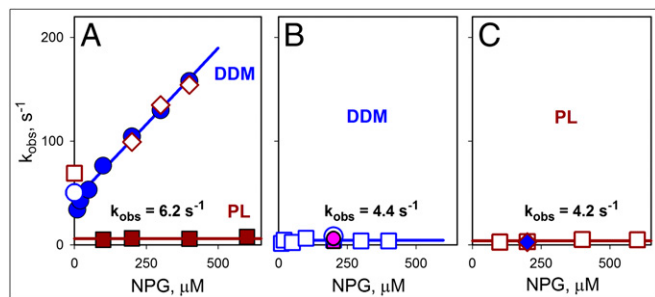 A
B
C
200
100
0
k_obs, s⁻¹
DDM
k_obs = 6.2 s⁻¹
PL
DDM
k_obs = 4.4 s⁻¹
PL
k_obs = 4.2 s⁻¹
0 250 500
0 250 500
0 250 500
NPG, μM
NPG, μM
NPG, μM